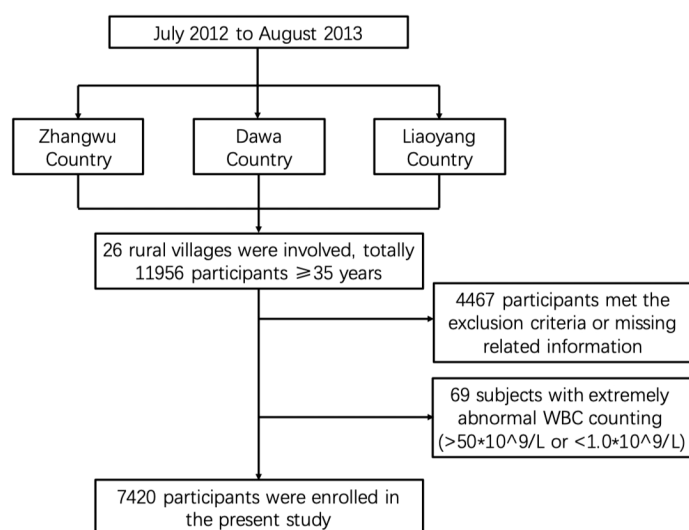 July 2012 to August 2013
Zhangwu
Country
Dawa
Country
Liaoyang
Country
26 rural villages were involved, totally
11956 participants ⩾35 years
4467 participants met the
exclusion criteria or missing
related information
69 subjects with extremely
abnormal WBC counting
(>50*10^9/L or <1.0*10^9/L)
7420 participants were enrolled in
the present study